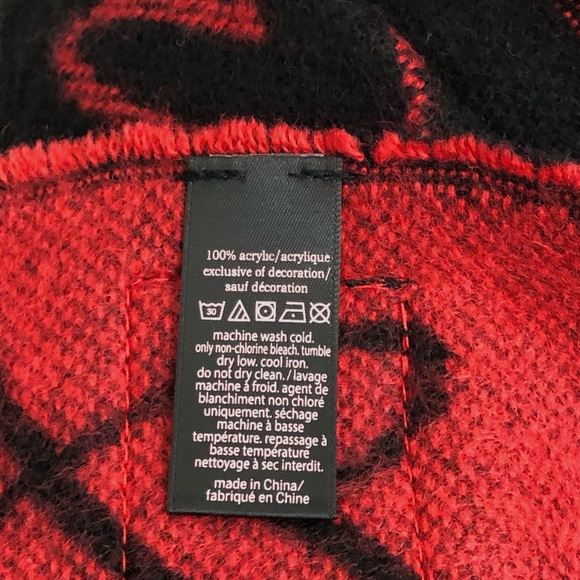 100% acrylic/acrylique
exclusive of decoration/
sauf décoration
30
machine wash cold.
only non-chlorine bleach. tumble
dry low. cool iron.
do not dry clean./lavage
machine à froid. agent de
blanchiment non chloré
uniquement. séchage
machine à basse
température. repassage à
basse température
nettoyage à sec interdit.
made in China/
fabriqué en Chine